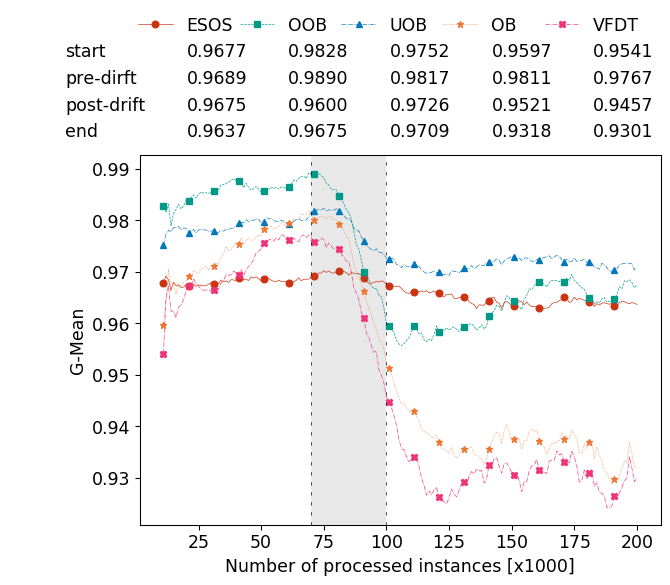 ESOS OOB UOB OB VFDT
start 0.9677 0.9828 0.9752 0.9597 0.9541
pre-dirft 0.9689 0.9890 0.9817 0.9811 0.9767
post-drift 0.9675 0.9600 0.9726 0.9521 0.9457
end 0.9637 0.9675 0.9709 0.9318 0.9301
0.99
0.98
0.97
0.96
0.95
0.94
0.93
G-Mean
25 50 75 100 125 150 175 200
Number of processed instances [x1000]